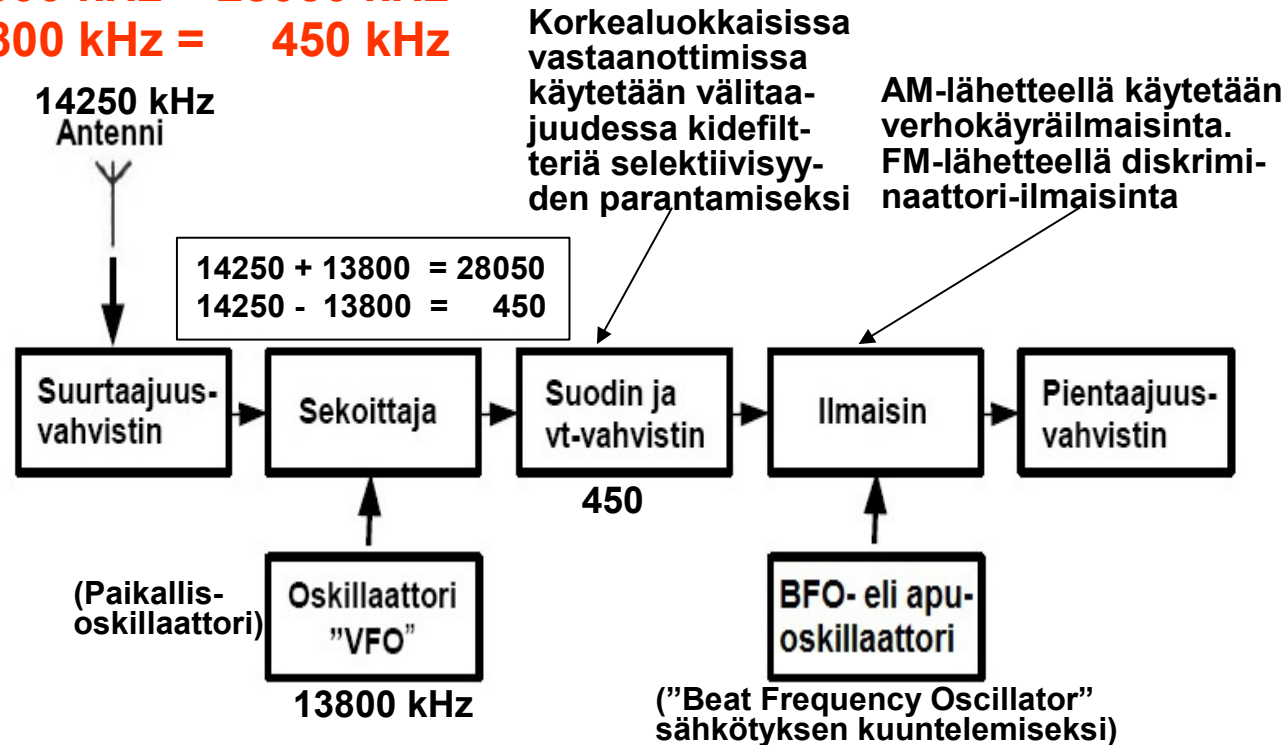 800 kHz =     450 kHz
14250 kHz
Antenni
Korkealuokkaisissa
vastaanottimissa
käytetään välitaa-
juudessa kidefilt-
teriä selektiivisyy-
den parantamiseksi
AM-lähetteellä käytetään
verhokäyräilmaisinta.
FM-lähetteellä diskrimi-
naattori-ilmaisinta
14250 + 13800  = 28050
14250 -  13800  =     450
Suurtaajuus-
vahvistin
Sekoittaja
Suodin ja
vt-vahvistin
Ilmaisin
Pientaajuus-
vahvistin
450
(Paikallis-
oskillaattori)
Oskillaattori
”VFO”
13800 kHz
BFO- eli apu-
oskillaattori
(”Beat Frequency Oscillator”
sähkötyksen kuuntelemiseksi)